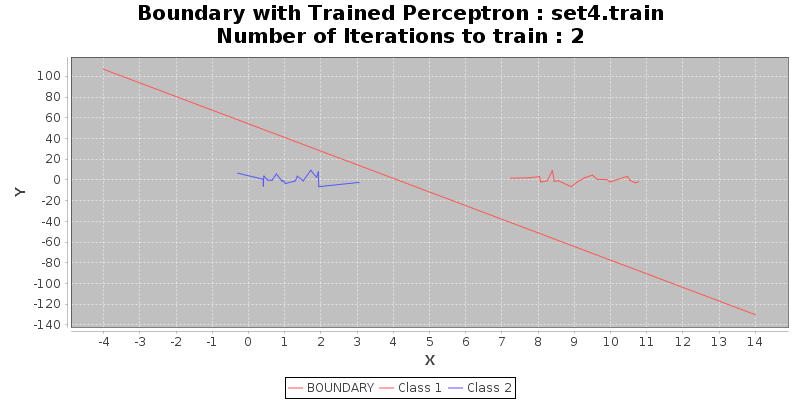 Boundary with Trained Perceptron : set4.train
Number of Iterations to train : 2
100
80
60
40
20
0
-20
-40
-60
-80
-100
-120
-140
Y
-4 -3 -2 -1 0 1 2 3 4 5 6 7 8 9 10 11 12 13 14
X
BOUNDARY Class 1 Class 2